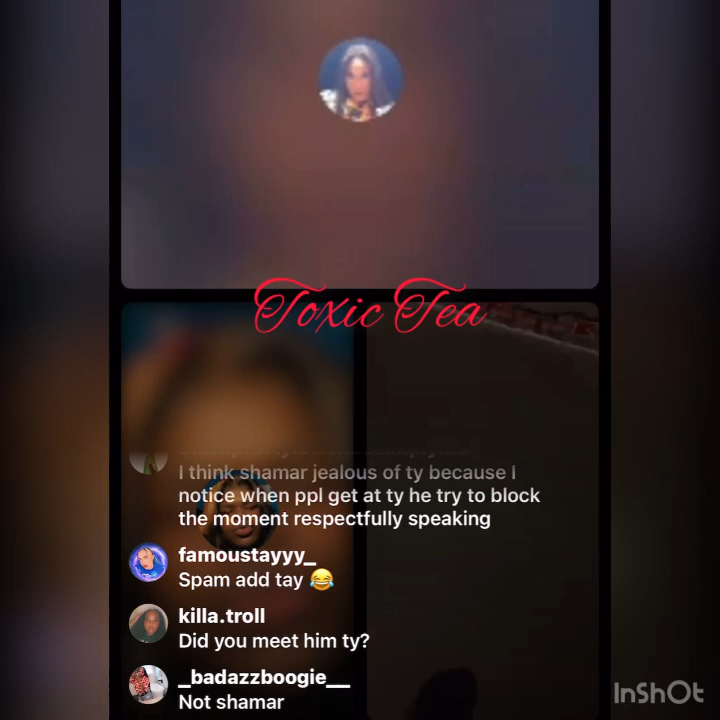 Toxic Tea
I think shamar jealous of ty because I
notice when ppl get at ty he try to block
the moment respectfully speaking
famoustayyy_
Spam add tay 😂
killa.troll
Did you meet him ty?
_badazzboogie__
Not shamar
InShOt